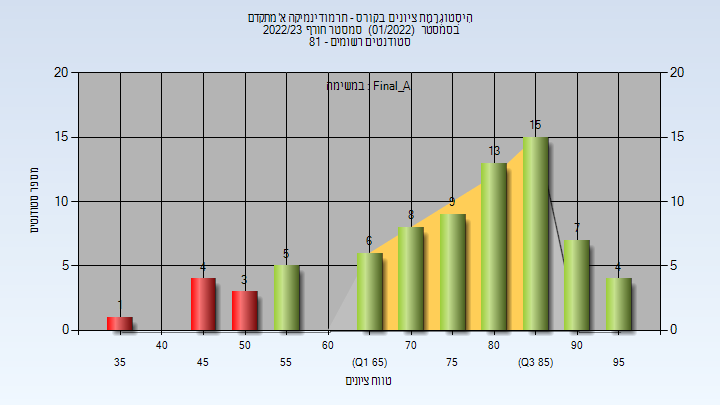 היסטוגרמת ציונים בקורס - תרמודינמיקה א' מתקדם
בסמסטר (01/2022) סמסטר חורף 2022/23
סטודנטים רשומים - 81
במשימה : Final_A
מספר סטודנטים
20 20
15 15
10 10
5 5
0 0
1 4 3 5 6 8 9 13 15 7 4
40 50 60 70 80 90
35 45 55 (Q1 65) 75 (Q3 85) 95
טווח ציונים